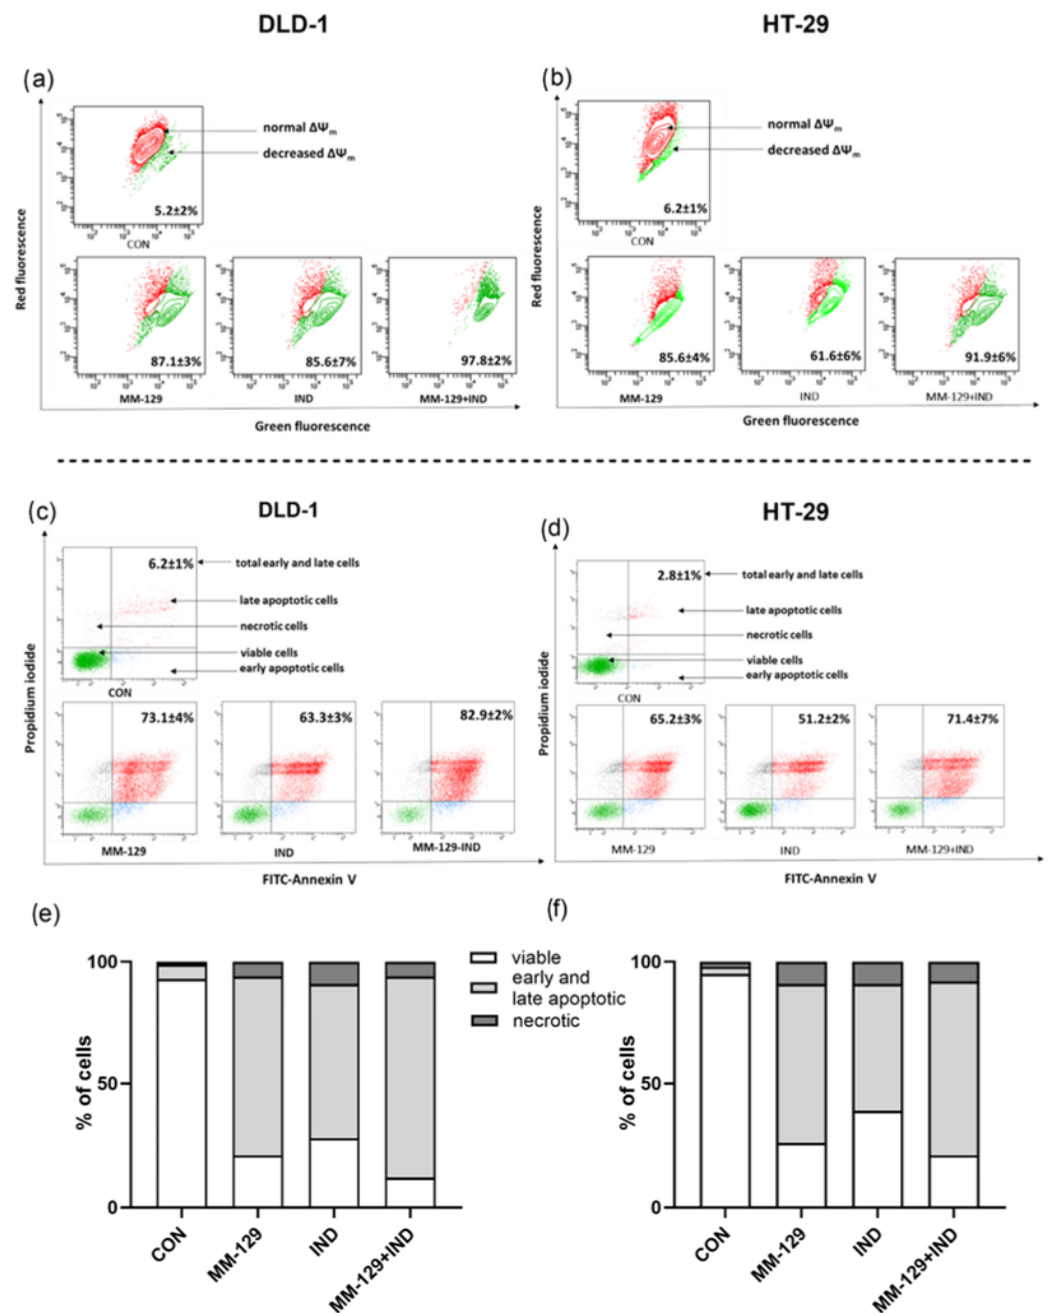 DLD-1
HT-29
(a)
(b)
normal ΔΨm
decreased ΔΨm
5.2±2%
CON
normal ΔΨm
decreased ΔΨm
6.2±1%
CON
Red fluorescence
87.1±3%
85.6±7%
97.8±2%
MM-129
IND
MM-129+IND
Green fluorescence
Red fluorescence
85.6±4%
61.6±6%
91.9±6%
MM-129
IND
MM-129+IND
Green fluorescence
(c)
DLD-1
(d)
HT-29
6.2±1%
total early and late cells
late apoptotic cells
necrotic cells
viable cells
early apoptotic cells
CON
2.8±1%
total early and late cells
late apoptotic cells
necrotic cells
viable cells
early apoptotic cells
CON
Propidium iodide
73.1±4%
63.3±3%
82.9±2%
MM-129
IND
MM-129-IND
FITC-Annexin V
Propidium iodide
65.2±3%
51.2±2%
71.4±7%
MM-129
IND
MM-129+IND
FITC-Annexin V
(e)
(f)
% of cells
100
50
0
CON
MM-129
IND
MM-129+IND
viable
early and
late apoptotic
necrotic
% of cells
100
50
0
CON
MM-129
IND
MM-129+IND